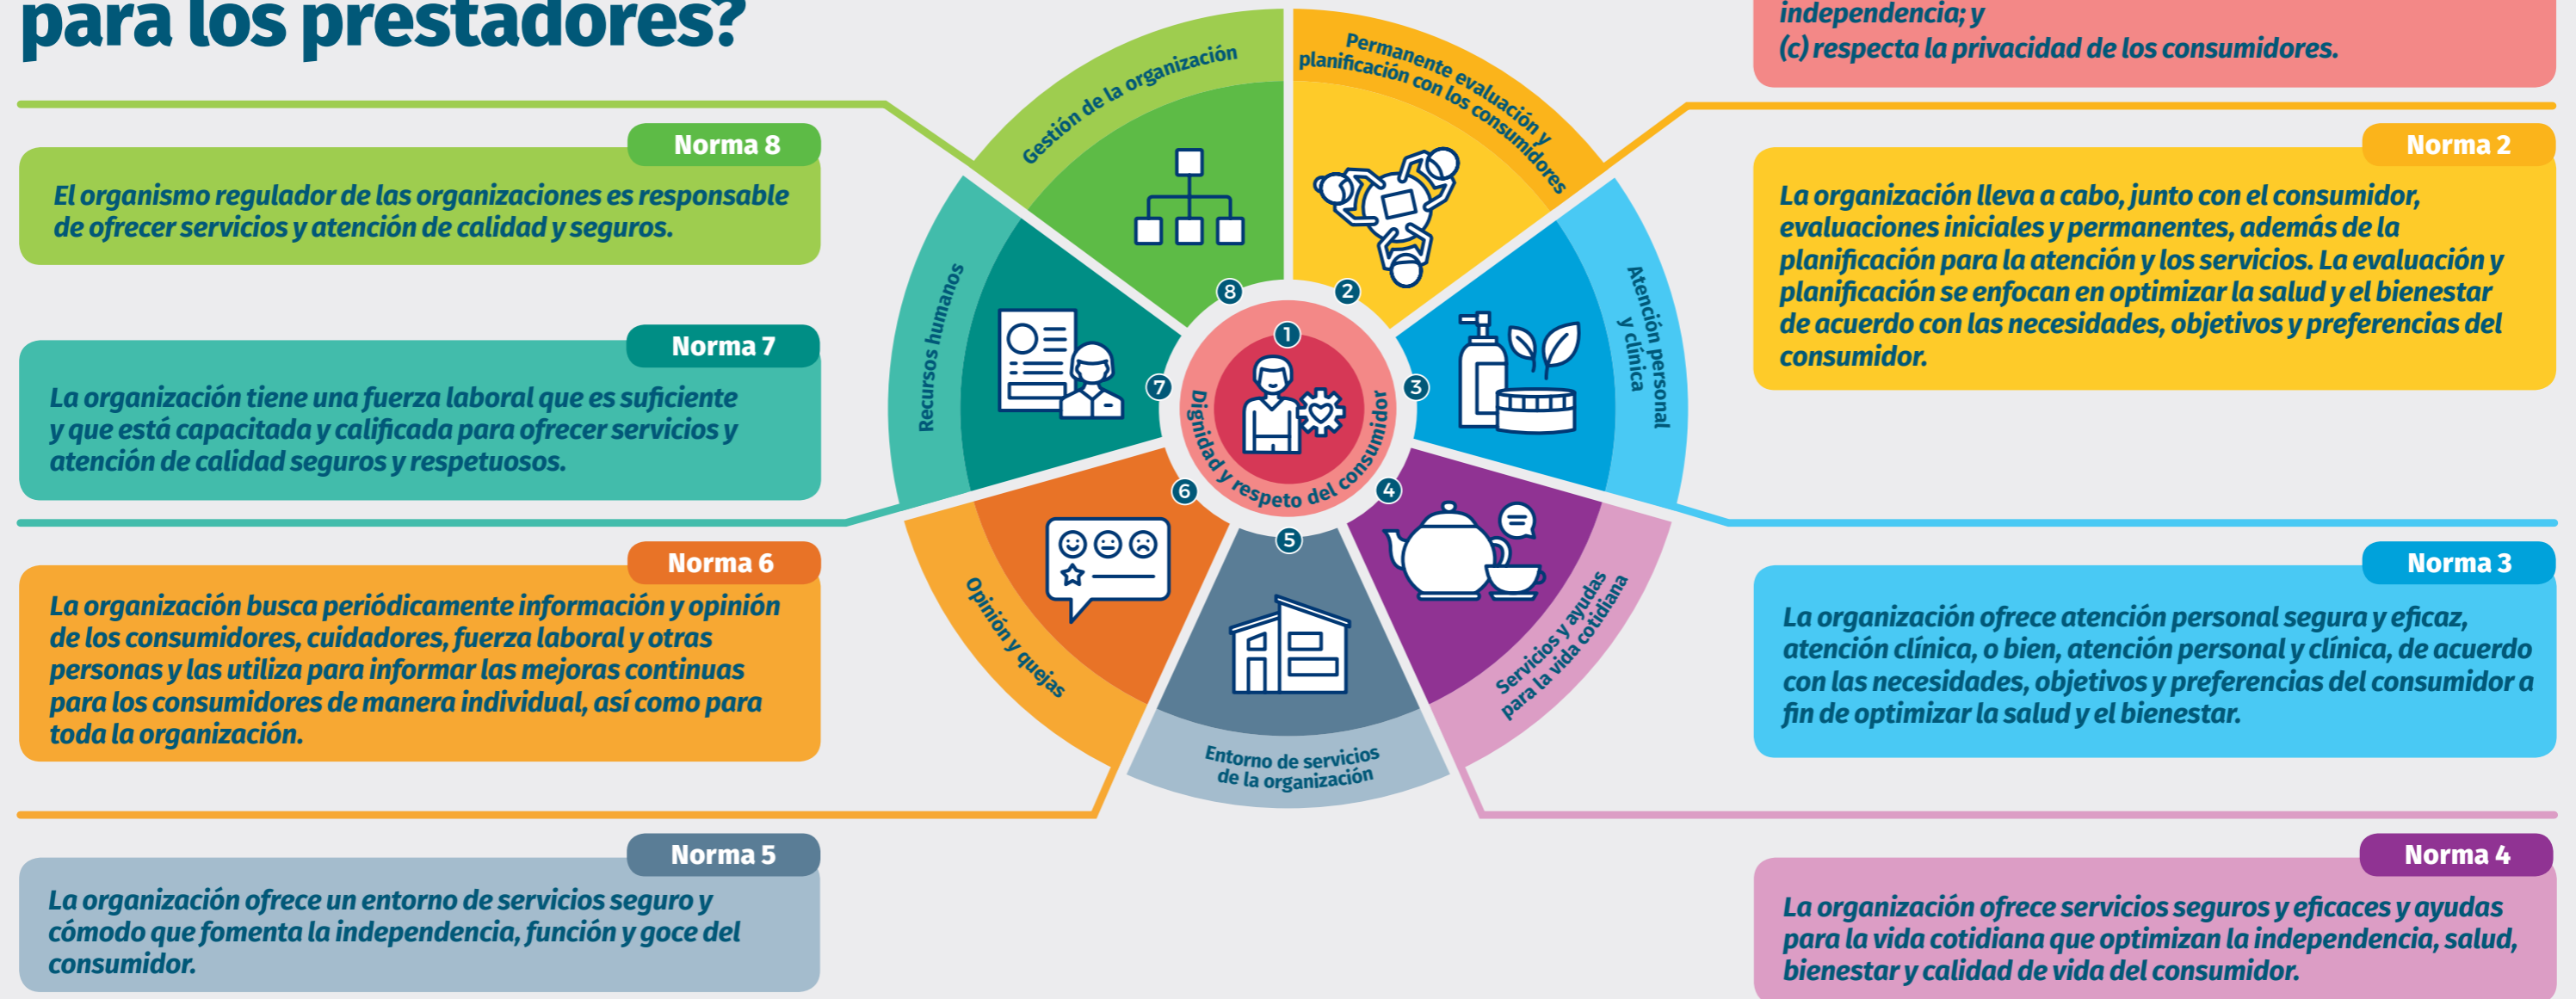 para los prestadores?
independencia; y
(c) respecta la privacidad de los consumidores.
Norma 8
El organismo regulador de las organizaciones es responsable
de ofrecer servicios y atención de calidad y seguros.
Norma 7
La organización tiene una fuerza laboral que es suficiente
y que está capacitada y calificada para ofrecer servicios y
atención de calidad seguros y respetuosos.
Norma 6
La organización busca periódicamente información y opinión
de los consumidores, cuidadores, fuerza laboral y otras
personas y las utiliza para informar las mejoras continuas
para los consumidores de manera individual, así como para
toda la organización.
Norma 5
La organización ofrece un entorno de servicios seguro y
cómodo que fomenta la independencia, función y goce del
consumidor.
Gestión de la organización
8
Permanente evaluación y
planificación con los consumidores
2
Recursos humanos
7
1
Dignidad y respeto del consumidor
Atención personal
y clínica
3
Opinión y quejas
6
Entorno de servicios
de la organización
5
Servicios y ayudas
para la vida cotidiana
4
Norma 2
La organización lleva a cabo, junto con el consumidor,
evaluaciones iniciales y permanentes, además de la
planificación para la atención y los servicios. La evaluación y
planificación se enfocan en optimizar la salud y el bienestar
de acuerdo con las necesidades, objetivos y preferencias del
consumidor.
Norma 3
La organización ofrece atención personal segura y eficaz,
atención clínica, o bien, atención personal y clínica, de acuerdo
con las necesidades, objetivos y preferencias del consumidor a
fin de optimizar la salud y el bienestar.
Norma 4
La organización ofrece servicios seguros y eficaces y ayudas
para la vida cotidiana que optimizan la independencia, salud,
bienestar y calidad de vida del consumidor.